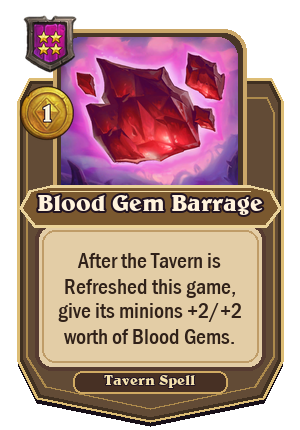 1
Blood Gem Barrage
After the Tavern is
Refreshed this game,
give its minions +2/+2
worth of Blood Gems.
Tavern Spell